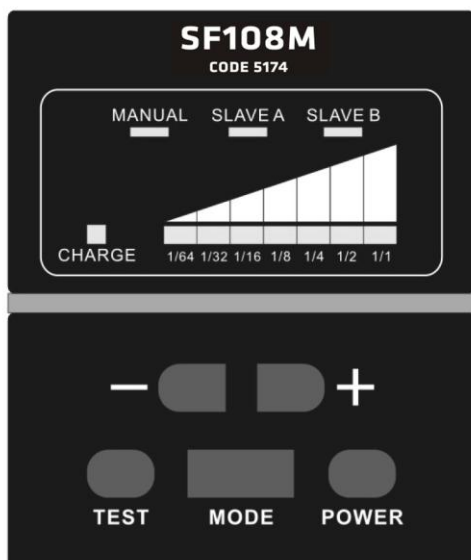 SF108M
CODE 5174
MANUAL SLAVE A SLAVE B
CHARGE 1/64 1/32 1/16 1/8 1/4 1/2 1/1
− +
TEST MODE POWER